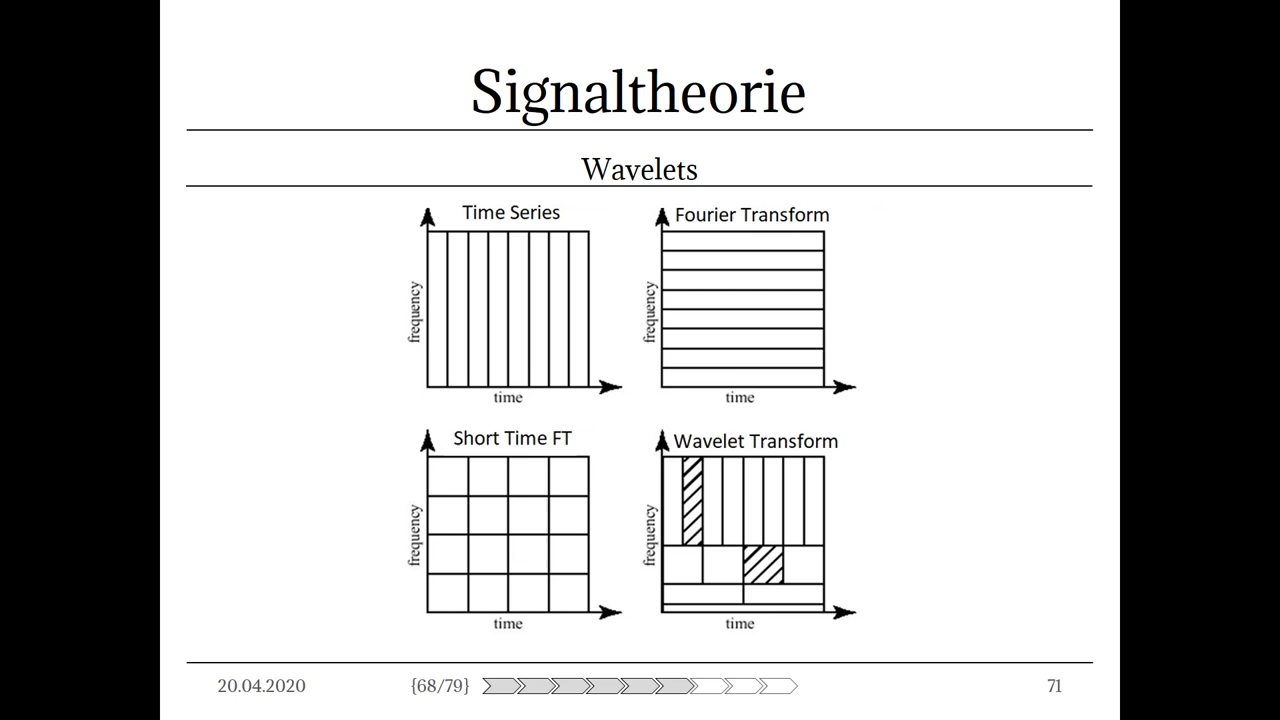 Signaltheorie
Wavelets
Time Series
frequency
time
Fourier Transform
frequency
time
Short Time FT
frequency
time
Wavelet Transform
frequency
time
20.04.2020
{68/79}
71